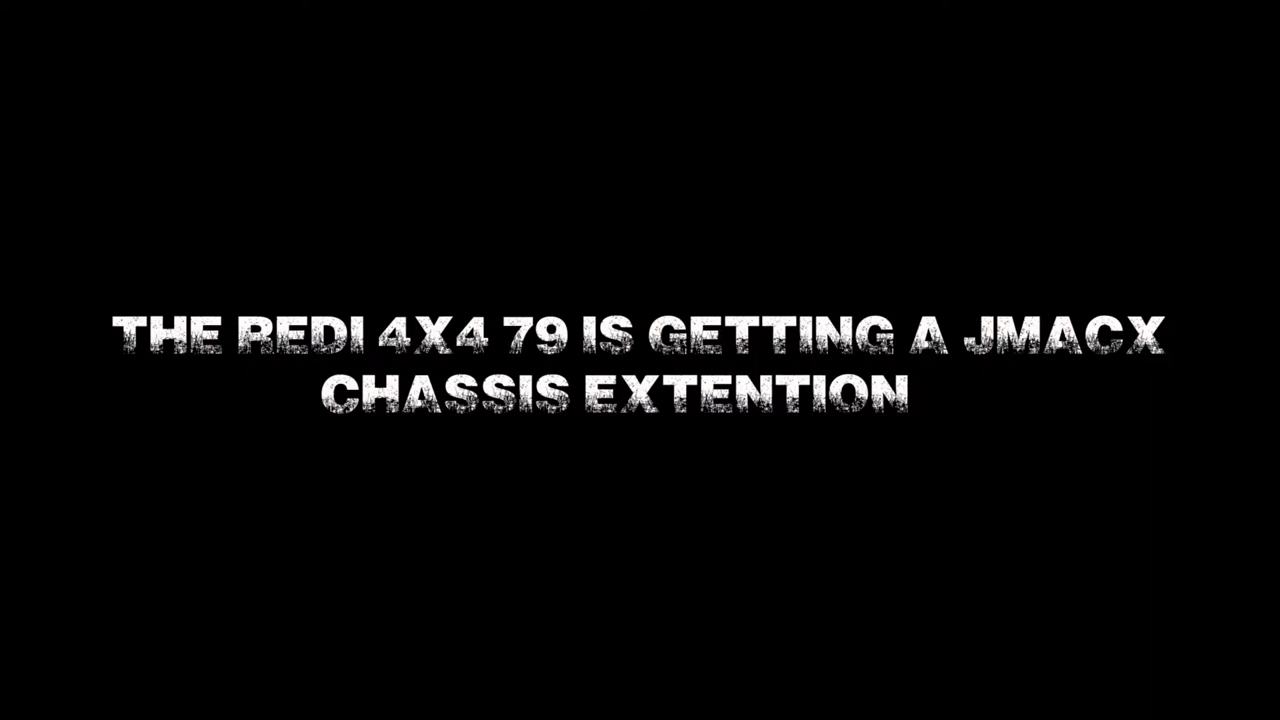 THE REDI 4X4 79 IS GETTING A JMACX
CHASSIS EXTENTION